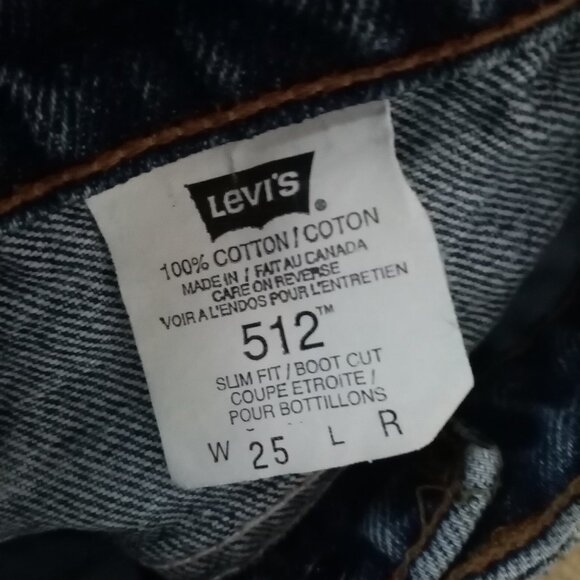 LEVI'S ®
100% COTTON / COTON
MADE IN / FAIT AU CANADA
CARE ON REVERSE
VOIR A L'ENDOS POUR L'ENTRETIEN
512™
SLIM FIT / BOOT CUT
COUPE ETROITE /
POUR BOTTILLONS
W 25 L R